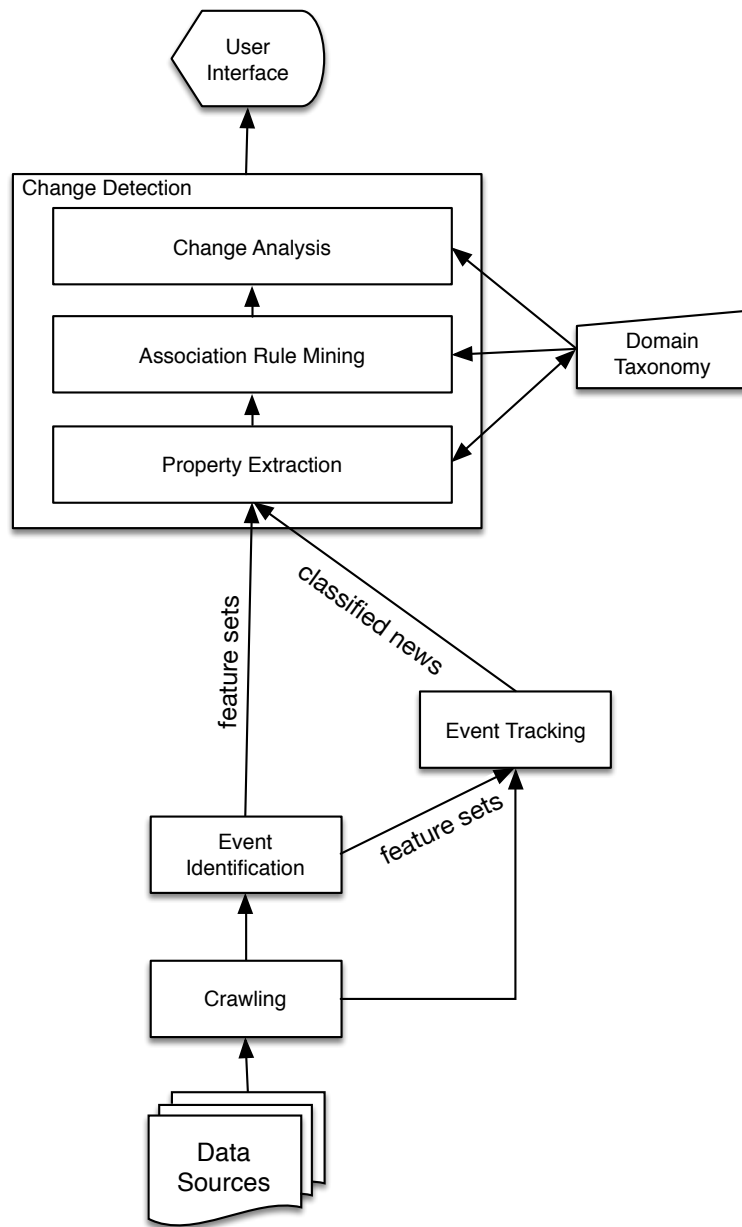 User
Interface
Change Detection
Change Analysis
Association Rule Mining
Domain
Taxonomy
Property Extraction
feature sets
classified news
Event Tracking
feature sets
Event
Identification
Crawling
Data
Sources